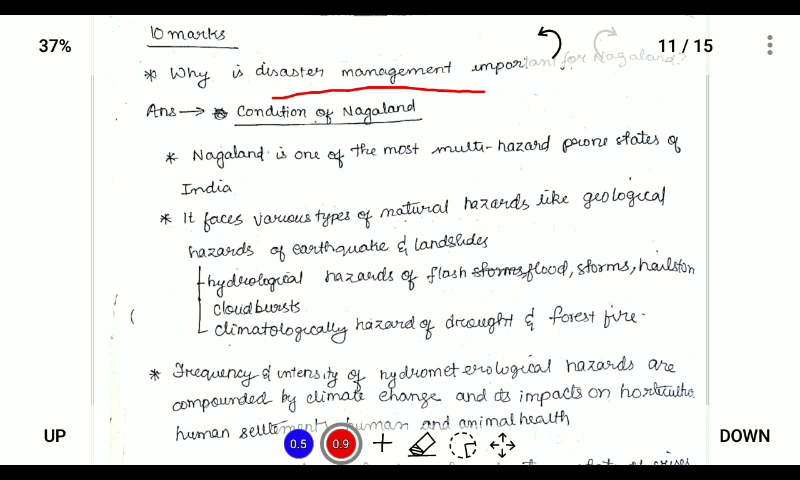 37%
11 / 15
10 marks
* Why is disaster management important for Nagaland?
Ans → Condition of Nagaland
* Nagaland is one of the most multi-hazard prone states of
India
* It faces various types of natural hazards like geological
hazards of earthquake & landslides
hydrological hazards of flash storms, flood, storms, hailstorm
cloudbursts
climatologically hazard of drought & forest fire.
* Frequency & intensity of hydrometerological hazards are
compounded by climate change and its impacts on
human settlements, human and animal health
UP
0.5
0.9
DOWN